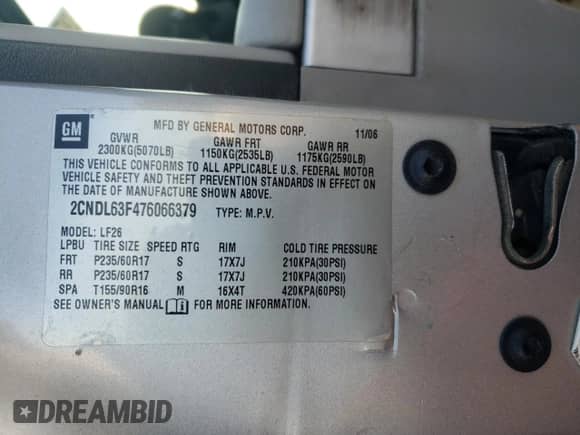 GM
MFD BY GENERAL MOTORS CORP. 11/06
GVWR GAWR FRT GAWR RR
2300KG(5070LB) 1150KG(2535LB) 1175KG(2590LB)
THIS VEHICLE CONFORMS TO ALL APPLICABLE U.S. FEDERAL MOTOR
VEHICLE SAFETY AND THEFT PREVENTION STANDARDS IN EFFECT ON
THE DATE OF MANUFACTURE SHOWN ABOVE.
2CNDL63F476066379 TYPE: M.P.V.
MODEL: LF26
LPBU TIRE SIZE SPEED RTG RIM COLD TIRE PRESSURE
FRT P235/60R17 S 17X7J 210KPA(30PSI)
RR P235/60R17 S 17X7J 210KPA(30PSI)
SPA T155/90R16 M 16X4T 420KPA(60PSI)
SEE OWNER'S MANUAL FOR MORE INFORMATION.
DREAMBID